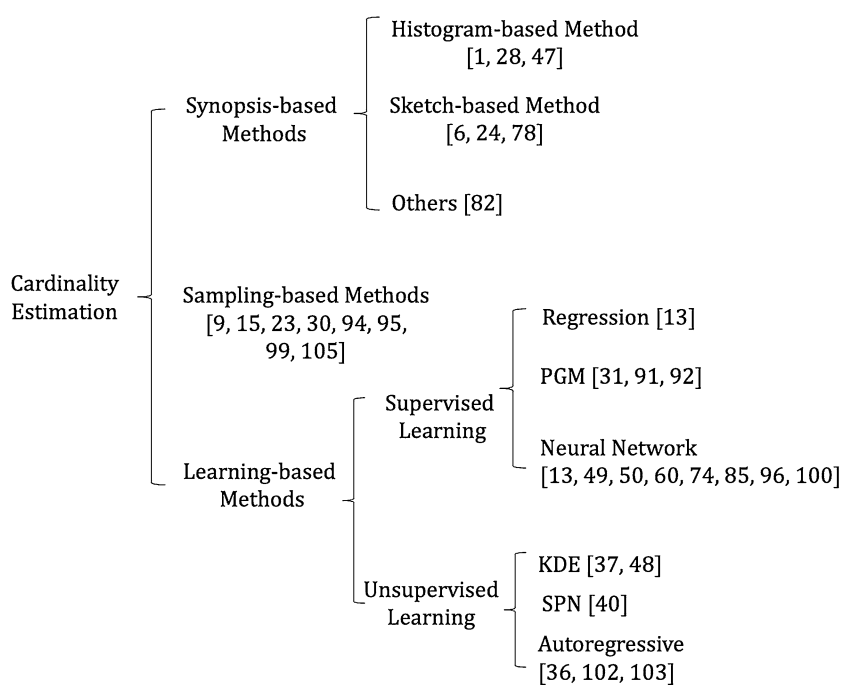 Histogram-based Method
[1, 28, 47]
Synopsis-based
Methods
Sketch-based Method
[6, 24, 78]
Others [82]
Cardinality
Estimation
Sampling-based Methods
[9, 15, 23, 30, 94, 95,
99, 105]
Learning-based
Methods
Supervised
Learning
Regression [13]
PGM [31, 91, 92]
Neural Network
[13, 49, 50, 60, 74, 85, 96, 100]
Unsupervised
Learning
KDE [37, 48]
SPN [40]
Autoregressive
[36, 102, 103]